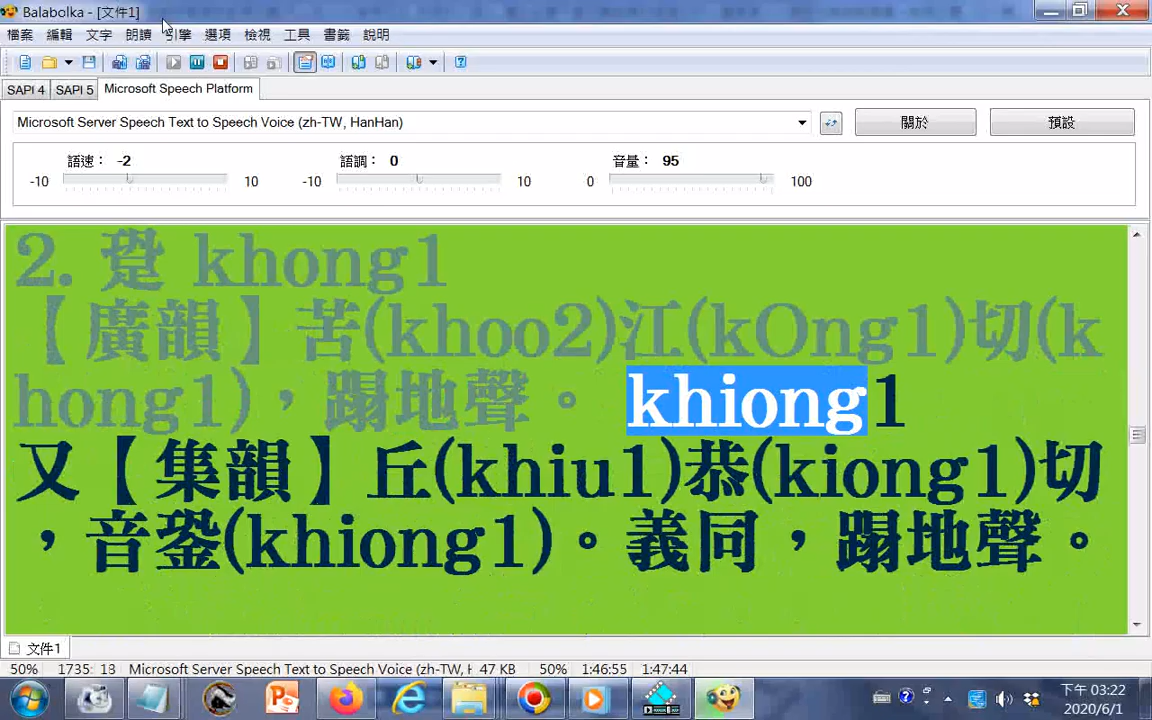 Balabolka - [文件1]
檔案 編輯 文字 朗讀 引擎 選項 檢視 工具 書籤 說明
SAPI 4 SAPI 5 Microsoft Speech Platform
Microsoft Server Speech Text to Speech Voice (zh-TW, HanHan) 關於 預設
語速: -2 語調: 0 音量: 95
-10 10 -10 10 0 100
2. 跫 khong1
【廣韻】苦(khoo2)江(kOng1)切(k
hong1)，蹋地聲。 khiong1
又【集韻】丘(khiu1)恭(kiong1)切
，音銎(khiong1)。義同，蹋地聲。
文件1
50% 1735: 13 Microsoft Server Speech Text to Speech Voice (zh-TW, H 47 KB 50% 1:46:55 1:47:44
下午 03:22
2020/6/1